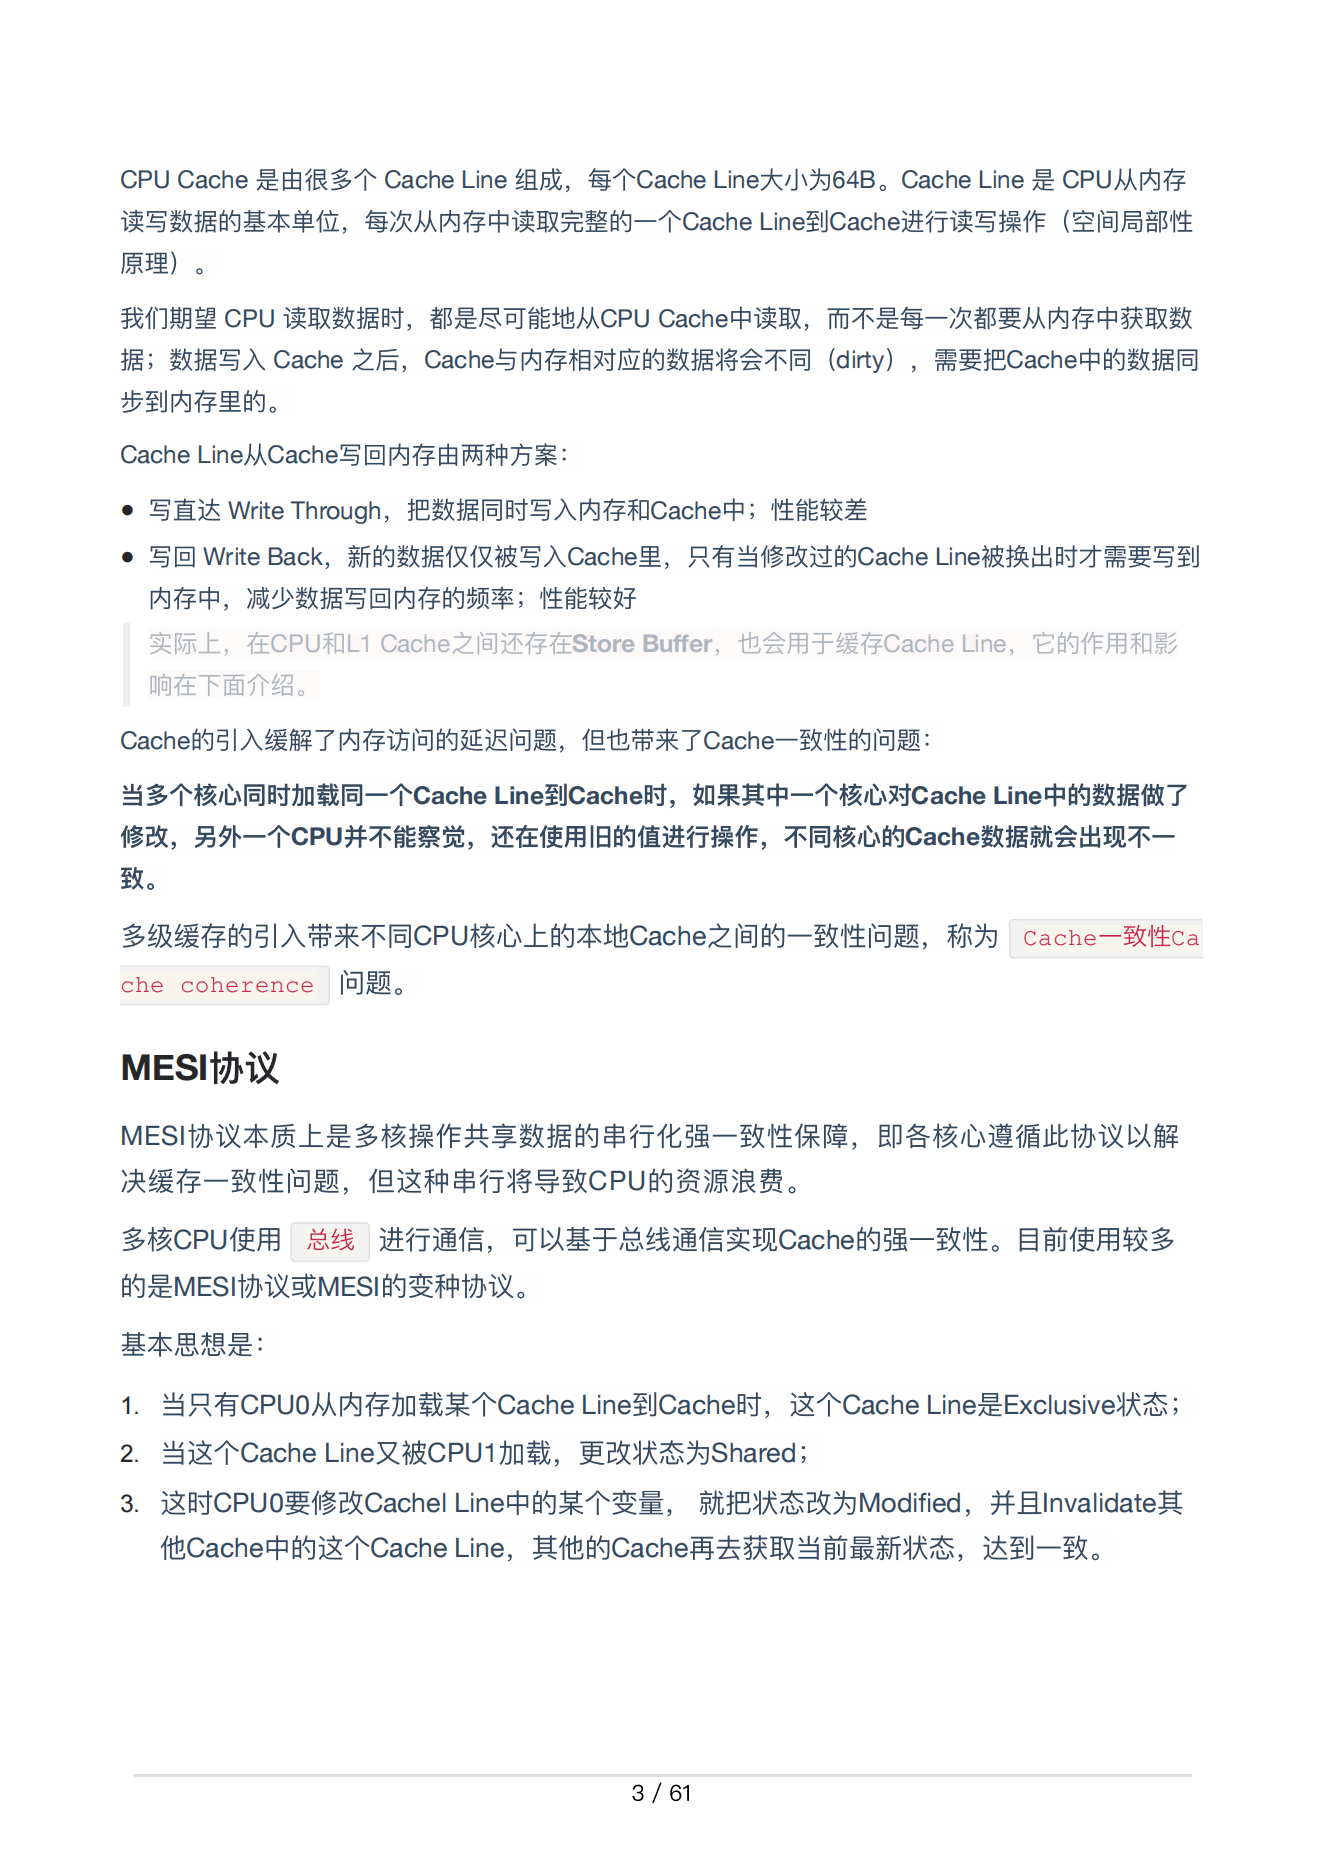 CPU Cache 是由很多个 Cache Line 组成，每个Cache Line大小为64B。Cache Line 是 CPU从内存
读写数据的基本单位，每次从内存中读取完整的一个Cache Line到Cache进行读写操作（空间局部性
原理）。
我们期望 CPU 读取数据时，都是尽可能地从CPU Cache中读取，而不是每一次都要从内存中获取数
据；数据写入 Cache 之后，Cache与内存相对应的数据将会不同（dirty），需要把Cache中的数据同
步到内存里的。
Cache Line从Cache写回内存由两种方案：
● 写直达 Write Through，把数据同时写入内存和Cache中；性能较差
● 写回 Write Back，新的数据仅仅被写入Cache里，只有当修改过的Cache Line被换出时才需要写到
内存中，减少数据写回内存的频率；性能较好
实际上，在CPU和L1 Cache之间还存在Store Buffer，也会用于缓存Cache Line，它的作用和影
响在下面介绍。
Cache的引入缓解了内存访问的延迟问题，但也带来了Cache一致性的问题：
当多个核心同时加载同一个Cache Line到Cache时，如果其中一个核心对Cache Line中的数据做了
修改，另外一个CPU并不能察觉，还在使用旧的值进行操作，不同核心的Cache数据就会出现不一
致。
多级缓存的引入带来不同CPU核心上的本地Cache之间的一致性问题，称为 Cache一致性Ca
che coherence 问题。
MESI协议
MESI协议本质上是多核操作共享数据的串行化强一致性保障，即各核心遵循此协议以解
决缓存一致性问题，但这种串行将导致CPU的资源浪费。
多核CPU使用 总线 进行通信，可以基于总线通信实现Cache的强一致性。目前使用较多
的是MESI协议或MESI的变种协议。
基本思想是：
1. 当只有CPU0从内存加载某个Cache Line到Cache时，这个Cache Line是Exclusive状态；
2. 当这个Cache Line又被CPU1加载，更改状态为Shared；
3. 这时CPU0要修改Cachel Line中的某个变量， 就把状态改为Modified，并且Invalidate其
他Cache中的这个Cache Line，其他的Cache再去获取当前最新状态，达到一致。
3 / 61